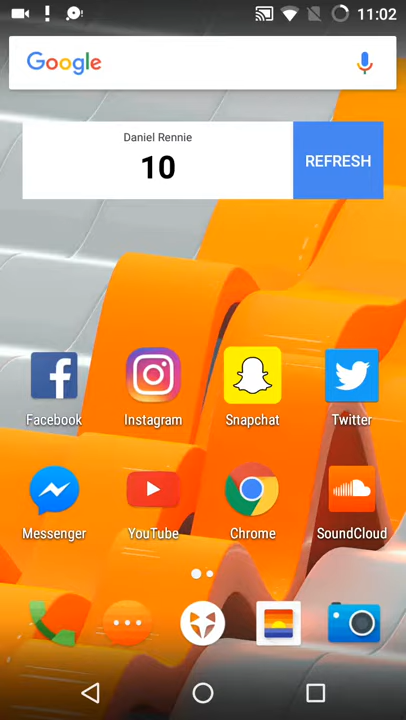 11:02
Google
Daniel Rennie
10
REFRESH
Facebook
Instagram
Snapchat
Twitter
Messenger
YouTube
Chrome
SoundCloud